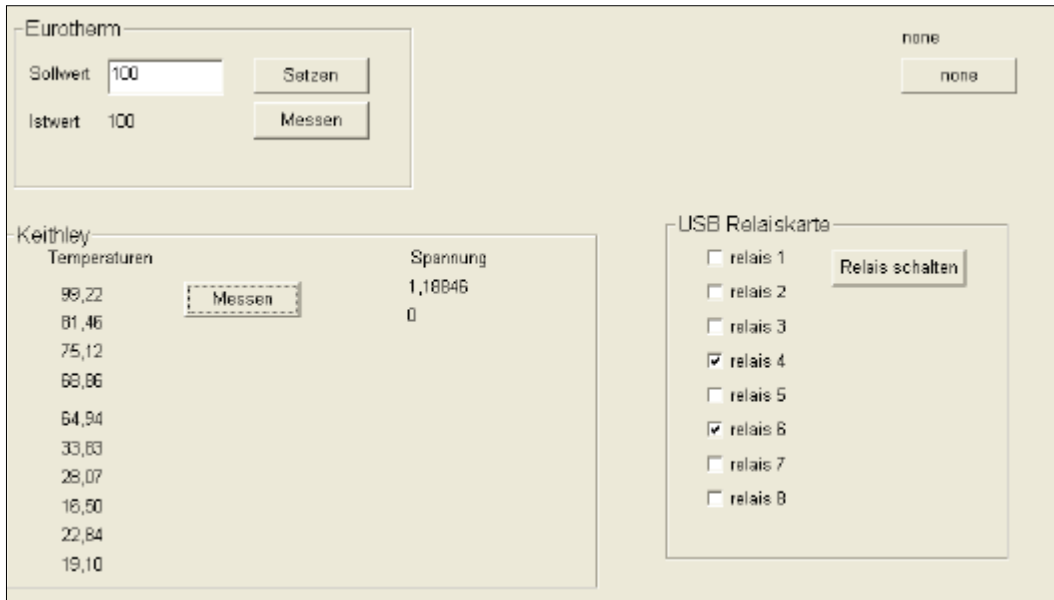 Eurotherm
Sollwert 100 Setzen
Istwert 100 Messen
none
none
Keithley
Temperaturen
Messen
99,22
81,46
75,12
68,86
64,94
33,83
28,07
16,50
22,84
19,10
Spannung
1,18846
0
USB Relaiskarte
relais 1
relais 2
relais 3
relais 4
relais 5
relais 6
relais 7
relais 8
Relais schalten